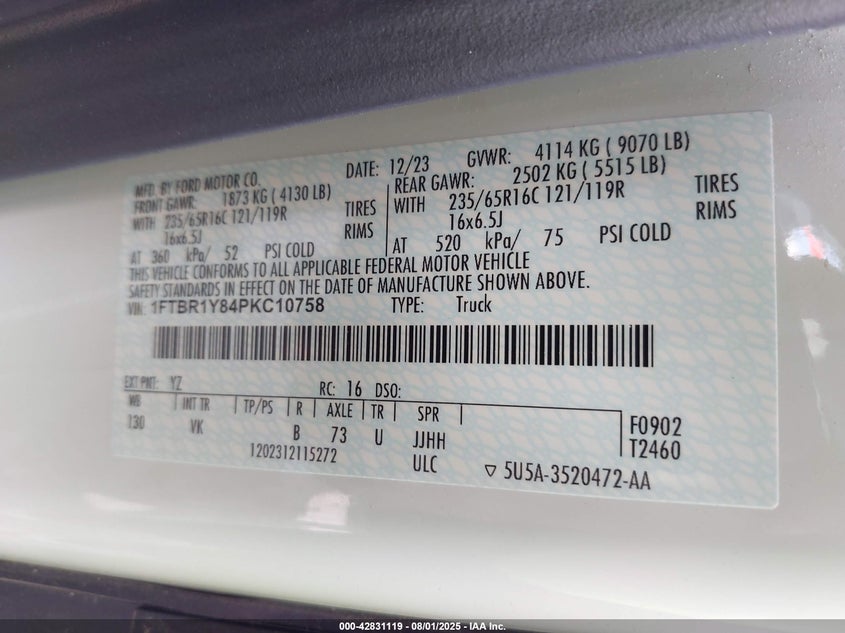 MFD. BY FORD MOTOR CO.
DATE: 12/23 GVWR: 4114 KG ( 9070 LB)
FRONT GAWR: 1873 KG ( 4130 LB)
WITH 235/65R16C 121/119R TIRES
16x6.5J RIMS
AT 360 kPa/ 52 PSI COLD
REAR GAWR: 2502 KG ( 5515 LB)
WITH 235/65R16C 121/119R TIRES
16x6.5J RIMS
AT 520 kPa/ 75 PSI COLD
THIS VEHICLE CONFORMS TO ALL APPLICABLE FEDERAL MOTOR VEHICLE
SAFETY STANDARDS IN EFFECT ON THE DATE OF MANUFACTURE SHOWN ABOVE.
VIN: 1FTBR1Y84PKC10758 TYPE: Truck
EXT PNT: YZ RC: 16 DSO:
WB INT TR TP/PS R AXLE TR SPR
130 VK B 73 U JJHH
F0902
T2460
1202312115272 ULC
▽ 5U5A-3520472-AA
000-42831119 - 08/01/2025 - IAA Inc.